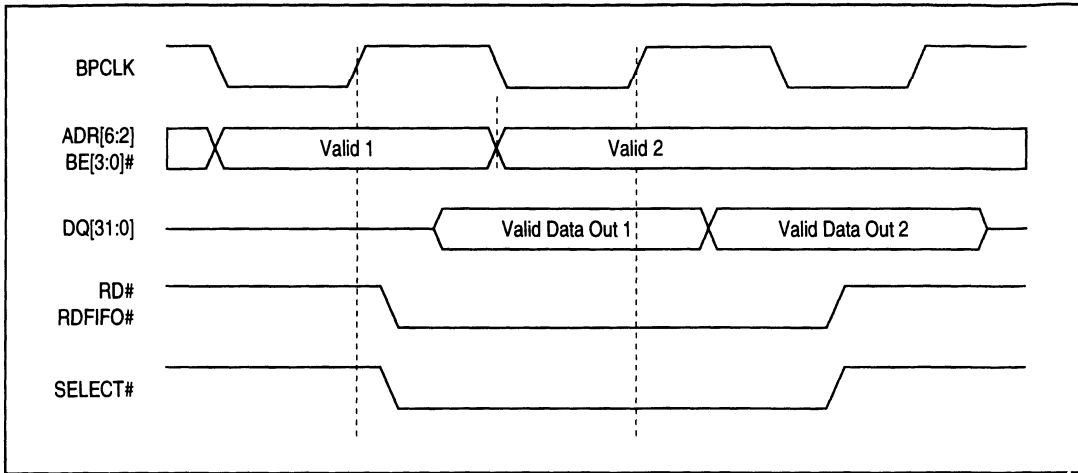 BPCLK
ADR[6:2]
BE[3:0]#
Valid 1
Valid 2
DQ[31:0]
Valid Data Out 1
Valid Data Out 2
RD#
RDFIFO#
SELECT#